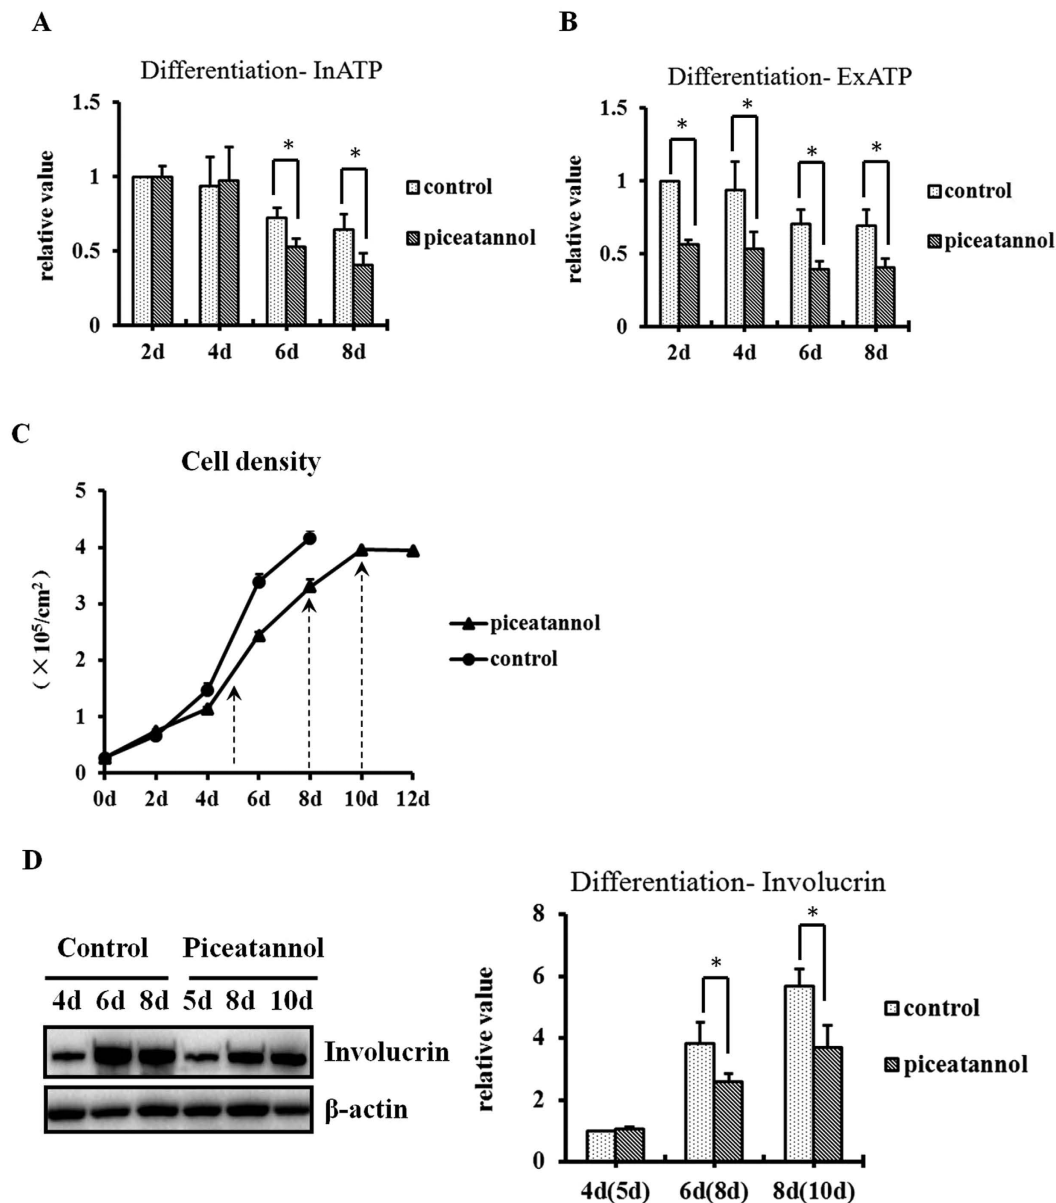 A
Differentiation- InATP
relative value
1.5
1
0.5
0
*
*
2d 4d 6d 8d
control
piceatannol
B
Differentiation- ExATP
relative value
1.5
1
0.5
0
*
*
*
*
2d 4d 6d 8d
control
piceatannol
C
Cell density
(×10⁵/cm²)
5
4
3
2
1
0
0d 2d 4d 6d 8d 10d 12d
piceatannol
control
D
Control Piceatannol
4d 6d 8d 5d 8d 10d
Involucrin
β-actin
Differentiation- Involucrin
relative value
8
6
4
2
0
*
*
4d(5d) 6d(8d) 8d(10d)
control
piceatannol